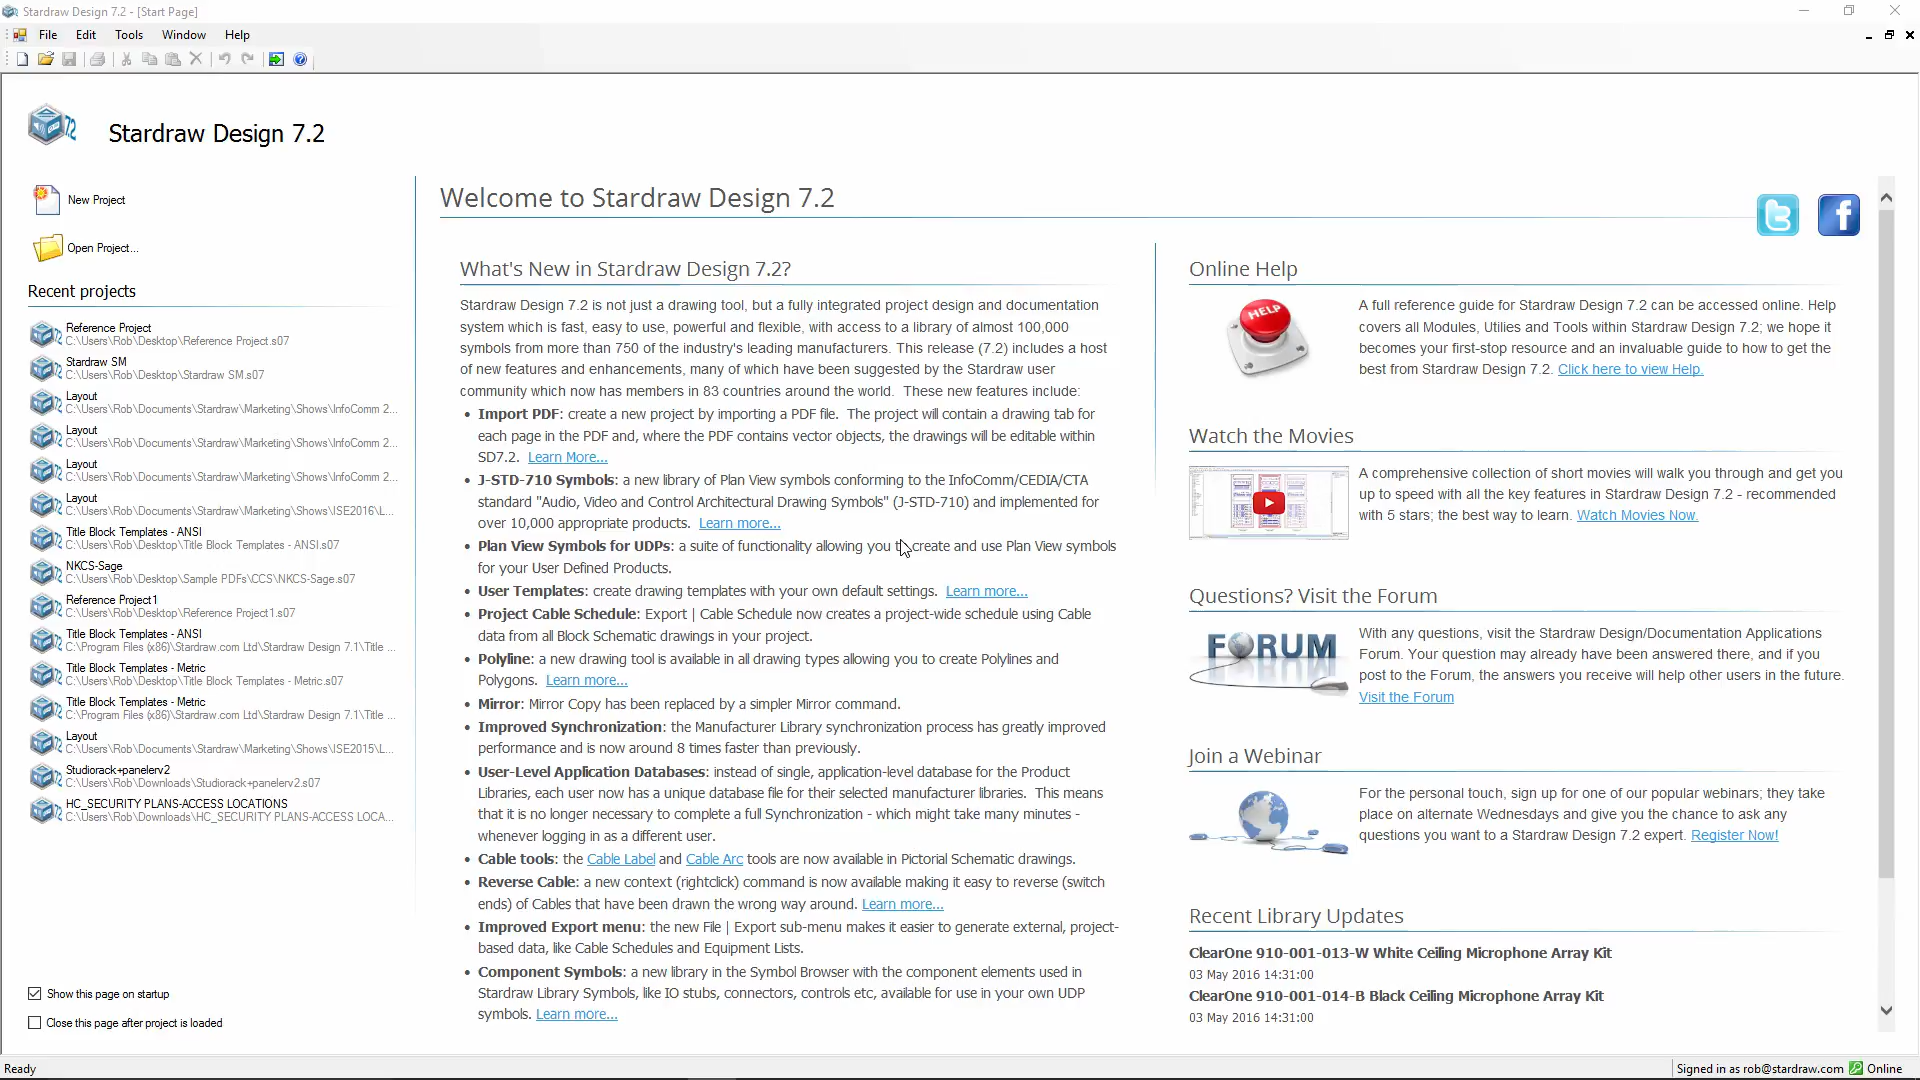 Stardraw Design 7.2 - [Start Page]
File Edit Tools Window Help
Stardraw Design 7.2
New Project
Open Project...
Recent projects
Reference Project
C:\Users\Rob\Desktop\Reference Project.s07
Stardraw SM
C:\Users\Rob\Desktop\Stardraw SM.s07
Layout
C:\Users\Rob\Documents\Stardraw\Marketing\Shows\InfoComm 2...
Layout
C:\Users\Rob\Documents\Stardraw\Marketing\Shows\InfoComm 2...
Layout
C:\Users\Rob\Documents\Stardraw\Marketing\Shows\InfoComm 2...
Layout
C:\Users\Rob\Documents\Stardraw\Marketing\Shows\ISE2016\L...
Title Block Templates - ANSI
C:\Users\Rob\Desktop\Title Block Templates - ANSI.s07
NKCS-Sage
C:\Users\Rob\Desktop\Sample PDFs\CCS\NKCS-Sage.s07
Reference Project1
C:\Users\Rob\Desktop\Reference Project1.s07
Title Block Templates - ANSI
C:\Program Files (x86)\Stardraw.com Ltd\Stardraw Design 7.1\Title ...
Title Block Templates - Metric
C:\Users\Rob\Desktop\Title Block Templates - Metric.s07
Title Block Templates - Metric
C:\Program Files (x86)\Stardraw.com Ltd\Stardraw Design 7.1\Title ...
Layout
C:\Users\Rob\Documents\Stardraw\Marketing\Shows\ISE2015\L...
Studiorack+panelerv2
C:\Users\Rob\Downloads\Studiorack+panelerv2.s07
HC_SECURITY PLANS-ACCESS LOCATIONS
C:\Users\Rob\Downloads\HC_SECURITY PLANS-ACCESS LOCA...
Show this page on startup
Close this page after project is loaded
Welcome to Stardraw Design 7.2
What's New in Stardraw Design 7.2?
Stardraw Design 7.2 is not just a drawing tool, but a fully integrated project design and documentation
system which is fast, easy to use, powerful and flexible, with access to a library of almost 100,000
symbols from more than 750 of the industry's leading manufacturers. This release (7.2) includes a host
of new features and enhancements, many of which have been suggested by the Stardraw user
community which now has members in 83 countries around the world. These new features include:
• Import PDF: create a new project by importing a PDF file. The project will contain a drawing tab for
each page in the PDF and, where the PDF contains vector objects, the drawings will be editable within
SD7.2. Learn More...
• J-STD-710 Symbols: a new library of Plan View symbols conforming to the InfoComm/CEDIA/CTA
standard "Audio, Video and Control Architectural Drawing Symbols" (J-STD-710) and implemented for
over 10,000 appropriate products. Learn more...
• Plan View Symbols for UDPs: a suite of functionality allowing you to create and use Plan View symbols
for your User Defined Products.
• User Templates: create drawing templates with your own default settings. Learn more...
• Project Cable Schedule: Export | Cable Schedule now creates a project-wide schedule using Cable
data from all Block Schematic drawings in your project.
• Polyline: a new drawing tool is available in all drawing types allowing you to create Polylines and
Polygons. Learn more...
• Mirror: Mirror Copy has been replaced by a simpler Mirror command.
• Improved Synchronization: the Manufacturer Library synchronization process has greatly improved
performance and is now around 8 times faster than previously.
• User-Level Application Databases: instead of single, application-level database for the Product
Libraries, each user now has a unique database file for their selected manufacturer libraries. This means
that it is no longer necessary to complete a full Synchronization - which might take many minutes -
whenever logging in as a different user.
• Cable tools: the Cable Label and Cable Arc tools are now available in Pictorial Schematic drawings.
• Reverse Cable: a new context (rightclick) command is now available making it easy to reverse (switch
ends) of Cables that have been drawn the wrong way around. Learn more...
• Improved Export menu: the new File | Export sub-menu makes it easier to generate external, project-
based data, like Cable Schedules and Equipment Lists.
• Component Symbols: a new library in the Symbol Browser with the component elements used in
Stardraw Library Symbols, like IO stubs, connectors, controls etc, available for use in your own UDP
symbols. Learn more...
Online Help
HELP
A full reference guide for Stardraw Design 7.2 can be accessed online. Help
covers all Modules, Utilies and Tools within Stardraw Design 7.2; we hope it
becomes your first-stop resource and an invaluable guide to how to get the
best from Stardraw Design 7.2. Click here to view Help.
Watch the Movies
A comprehensive collection of short movies will walk you through and get you
up to speed with all the key features in Stardraw Design 7.2 - recommended
with 5 stars; the best way to learn. Watch Movies Now.
Questions? Visit the Forum
FORUM
With any questions, visit the Stardraw Design/Documentation Applications
Forum. Your question may already have been answered there, and if you
post to the Forum, the answers you receive will help other users in the future.
Visit the Forum
Join a Webinar
For the personal touch, sign up for one of our popular webinars; they take
place on alternate Wednesdays and give you the chance to ask any
questions you want to a Stardraw Design 7.2 expert. Register Now!
Recent Library Updates
ClearOne 910-001-013-W White Ceiling Microphone Array Kit
03 May 2016 14:31:00
ClearOne 910-001-014-B Black Ceiling Microphone Array Kit
03 May 2016 14:31:00
Ready
Signed in as rob@stardraw.com Online